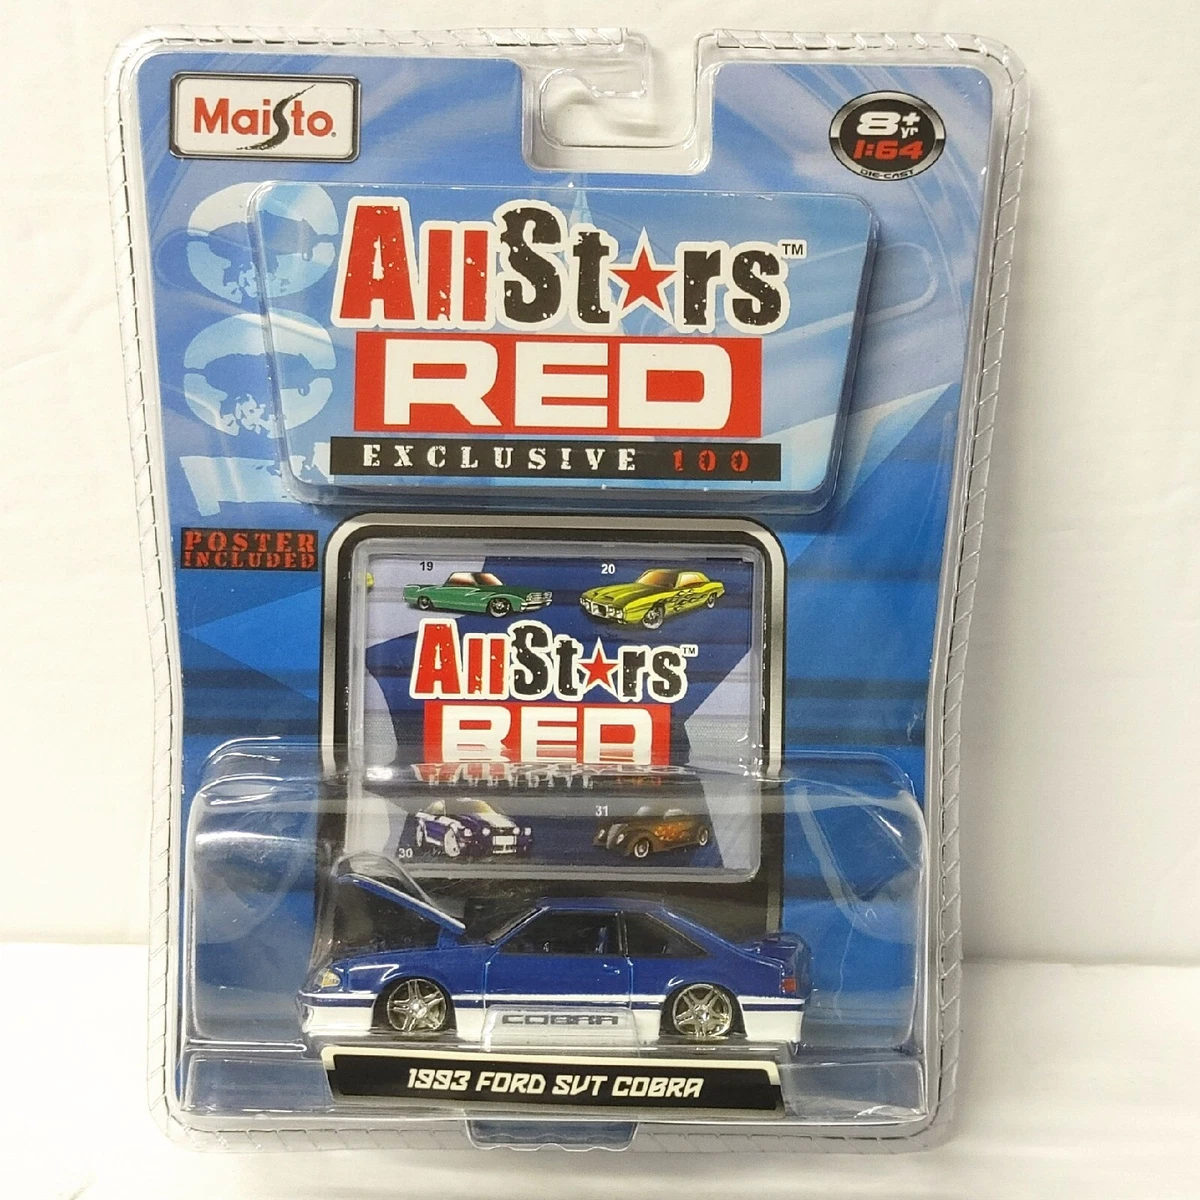 Maisto
8+ yr
1:64
DIE-CAST
AllStars™
RED
EXCLUSIVE 100
POSTER
INCLUDED
19
20
AllStars™
RED
30
31
COBRA
1993 FORD SVT COBRA